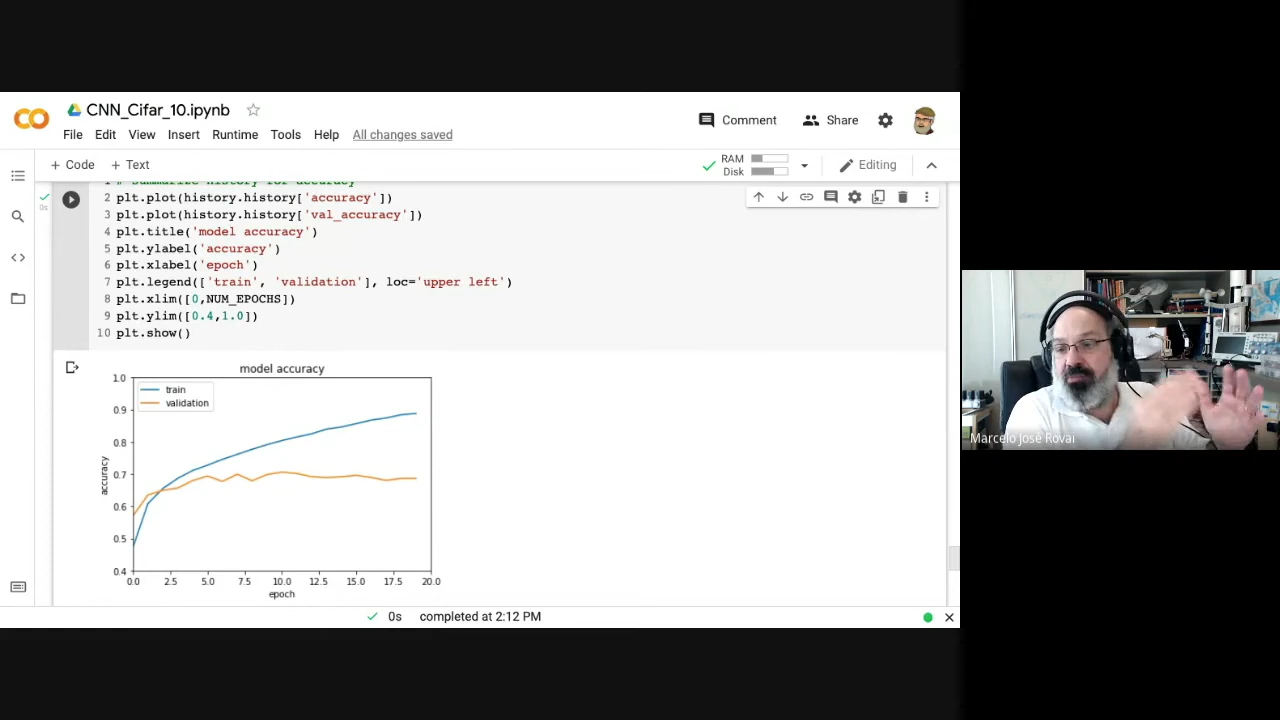 CNN_Cifar_10.ipynb
Comment
Share
File Edit View Insert Runtime Tools Help All changes saved
+ Code + Text
RAM
Disk
Editing
1 # Summarize history for accuracy
0s
2 plt.plot(history.history['accuracy'])
3 plt.plot(history.history['val_accuracy'])
4 plt.title('model accuracy')
5 plt.ylabel('accuracy')
6 plt.xlabel('epoch')
7 plt.legend(['train', 'validation'], loc='upper left')
8 plt.xlim([0,NUM_EPOCHS])
9 plt.ylim([0.4,1.0])
10 plt.show()
model accuracy
1.0
train
validation
0.9
0.8
0.7
0.6
0.5
0.4
accuracy
0.0 2.5 5.0 7.5 10.0 12.5 15.0 17.5 20.0
epoch
0s completed at 2:12 PM
Marcelo José Rovai